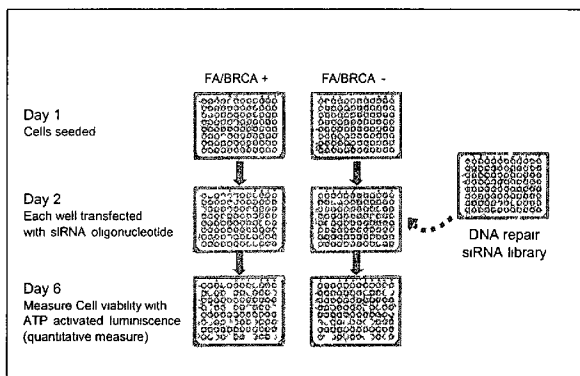 FA/BRCA + FA/BRCA -
Day 1
Cells seeded
Day 2
Each well transfected
with siRNA oligonucleotide
DNA repair
siRNA library
Day 6
Measure Cell viability with
ATP activated luminiscence
(quantitative measure)